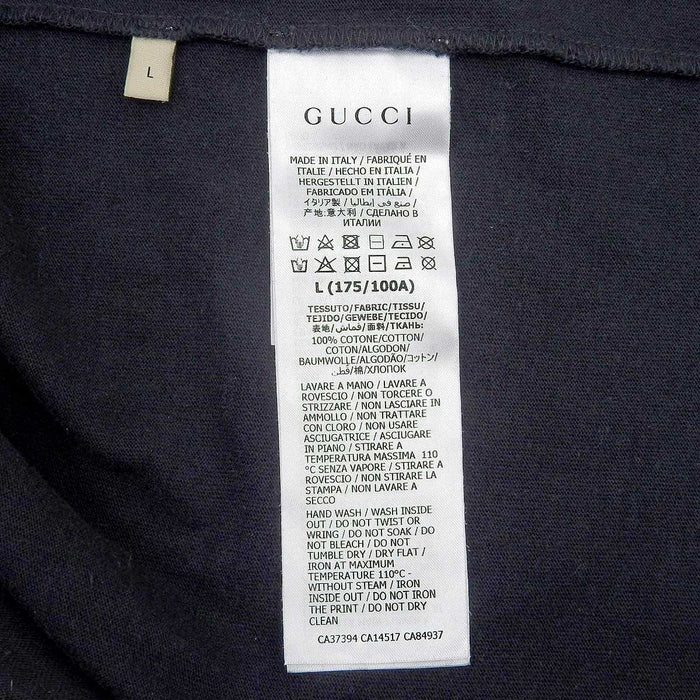 L
GUCCI
MADE IN ITALY / FABRIQUÉ EN
ITALIE / HECHO EN ITALIA /
HERGESTELLT IN ITALIEN /
FABRICADO EM ITÁLIA /
イタリア製 / صنع في إيطاليا /
产地:意大利 / СДЕЛАНО В
ИТАЛИИ
L (175/100A)
TESSUTO/FABRIC/TISSU/
TEJIDO/GEWEBE/TECIDO/
表地/قماش/面料/ТКАНЬ:
100% COTONE/COTTON/
COTON/ALGODON/
BAUMWOLLE/ALGODÃO/コットン/
قطن/棉/ХЛОПОК
LAVARE A MANO / LAVARE A
ROVESCIO / NON TORCERE O
STRIZZARE / NON LASCIARE IN
AMMOLLO / NON TRATTARE
CON CLORO / NON USARE
ASCIUGATRICE / ASCIUGARE
IN PIANO / STIRARE A
TEMPERATURA MASSIMA 110
°C SENZA VAPORE / STIRARE A
ROVESCIO / NON STIRARE LA
STAMPA / NON LAVARE A
SECCO
HAND WASH / WASH INSIDE
OUT / DO NOT TWIST OR
WRING / DO NOT SOAK / DO
NOT BLEACH / DO NOT
TUMBLE DRY / DRY FLAT /
IRON AT MAXIMUM
TEMPERATURE 110°C -
WITHOUT STEAM / IRON
INSIDE OUT / DO NOT IRON
THE PRINT / DO NOT DRY
CLEAN
CA37394 CA14517 CA84937